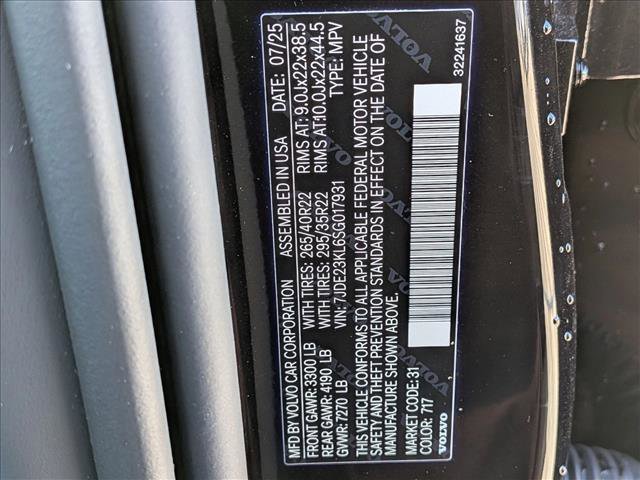 MFD BY VOLVO CAR CORPORATION ASSEMBLED IN USA DATE: 07/25
FRONT GAWR: 3300 LB WITH TIRES: 265/40R22 RIMS AT: 9.0Jx22x38.5
REAR GAWR: 4190 LB WITH TIRES: 295/35R22 RIMS AT: 10.0Jx22x44.5
GVWR: 7270 LB VIN: 7JDE23KL6SG017931 TYPE: MPV
THIS VEHICLE CONFORMS TO ALL APPLICABLE FEDERAL MOTOR VEHICLE
SAFETY AND THEFT PREVENTION STANDARDS IN EFFECT ON THE DATE OF
MANUFACTURE SHOWN ABOVE.
MARKET CODE: 31
COLOR: 717
VOLVO
32241637